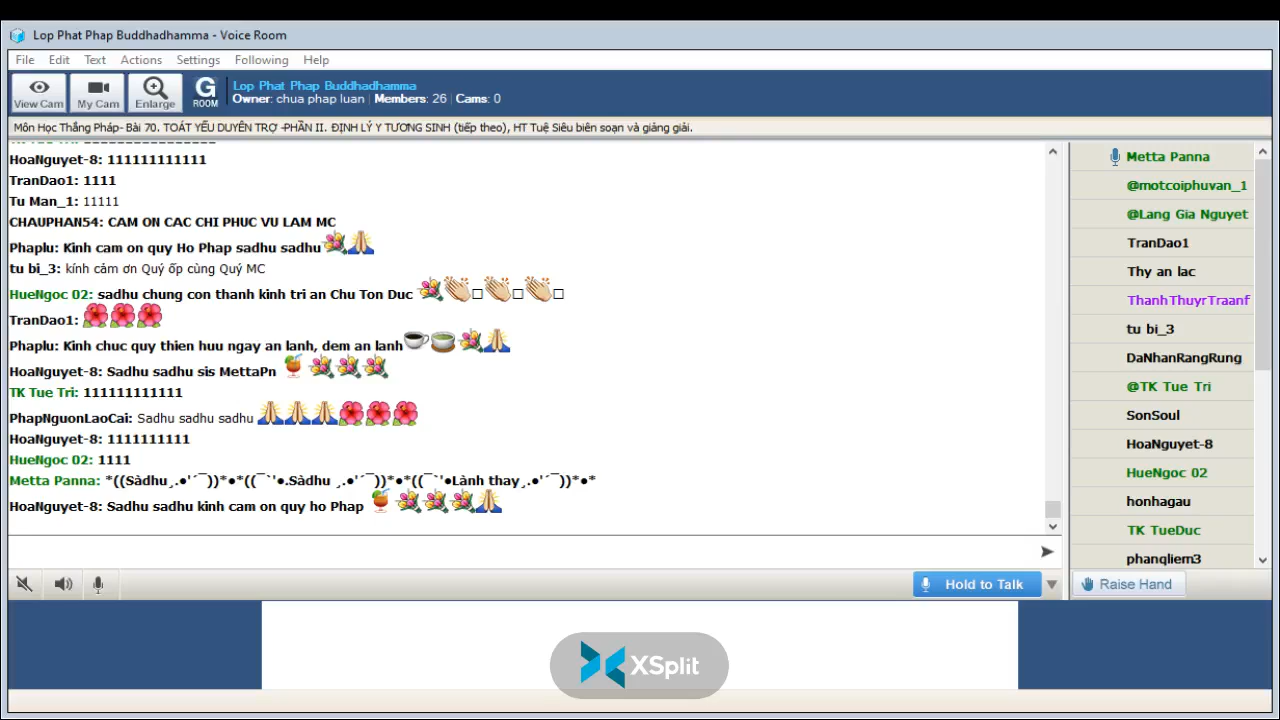 Lop Phat Phap Buddhadhamma - Voice Room
File Edit Text Actions Settings Following Help
View Cam My Cam Enlarge G ROOM
Lop Phat Phap Buddhadhamma
Owner: chua phap luan | Members: 26 | Cams: 0
Môn Học Thắng Pháp- Bài 70. TOÁT YẾU DUYÊN TRỢ -PHẦN II. ĐỊNH LÝ Y TƯƠNG SINH (tiếp theo), HT Tuệ Siêu biên soạn và giảng giải.
HoaNguyet-8: 111111111111
TranDao1: 1111
Tu Man_1: 11111
CHAUPHAN54: CAM ON CAC CHI PHUC VU LAM MC
Phaplu: Kinh cam on quy Ho Phap sadhu sadhu
tu bi_3: kính cảm ơn Quý ốp cùng Quý MC
HueNgoc 02: sadhu chung con thanh kinh tri an Chu Ton Duc
TranDao1:
Phaplu: Kinh chuc quy thien huu ngay an lanh, dem an lanh
HoaNguyet-8: Sadhu sadhu sis MettaPn
TK Tue Tri: 111111111111
PhapNguonLaoCai: Sadhu sadhu sadhu
HoaNguyet-8: 1111111111
HueNgoc 02: 1111
Metta Panna: *((Sàdhu¸.●'´¯))*●*((¯`'●.Sàdhu ¸.●'´¯))*●*((¯`'●Lành thay¸.●'´¯))*●*
HoaNguyet-8: Sadhu sadhu kinh cam on quy ho Phap
Metta Panna
@motcoiphuvan_1
@Lang Gia Nguyet
TranDao1
Thy an lac
ThanhThuyrTraanf
tu bi_3
DaNhanRangRung
@TK Tue Tri
SonSoul
HoaNguyet-8
HueNgoc 02
honhagau
TK TueDuc
phanqliem3
Hold to Talk
Raise Hand
XSplit